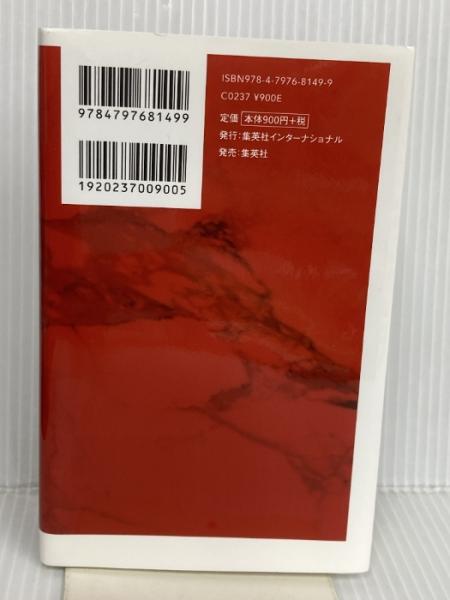 9784797681499
1920237009005
ISBN978-4-7976-8149-9
C0237 ¥900E
定価 本体900円+税
発行:集英社インターナショナル
発売:集英社